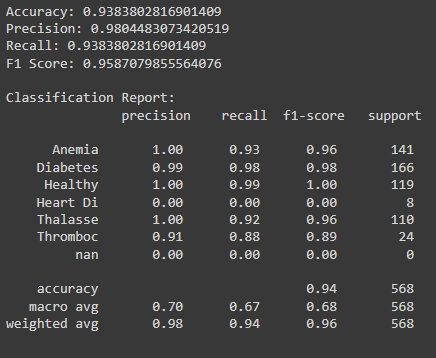 Accuracy: 0.9383802816901409
Precision: 0.9804483073420519
Recall: 0.9383802816901409
F1 Score: 0.9587079855564076
Classification Report:
precision recall f1-score support
Anemia 1.00 0.93 0.96 141
Diabetes 0.99 0.98 0.98 166
Healthy 1.00 0.99 1.00 119
Heart Di 0.00 0.00 0.00 8
Thalasse 1.00 0.92 0.96 110
Thromboc 0.91 0.88 0.89 24
nan 0.00 0.00 0.00 0
accuracy 0.94 568
macro avg 0.70 0.67 0.68 568
weighted avg 0.98 0.94 0.96 568